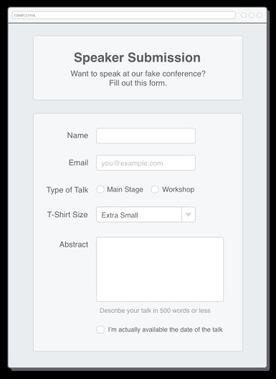 Speaker Submission
Want to speak at our fake conference?
Fill out this form.
Name
Email
you@example.com
Type of Talk
Main Stage
Workshop
T-Shirt Size
Extra Small
Abstract
Describe your talk in 500 words or less
I'm actually available the date of the talk